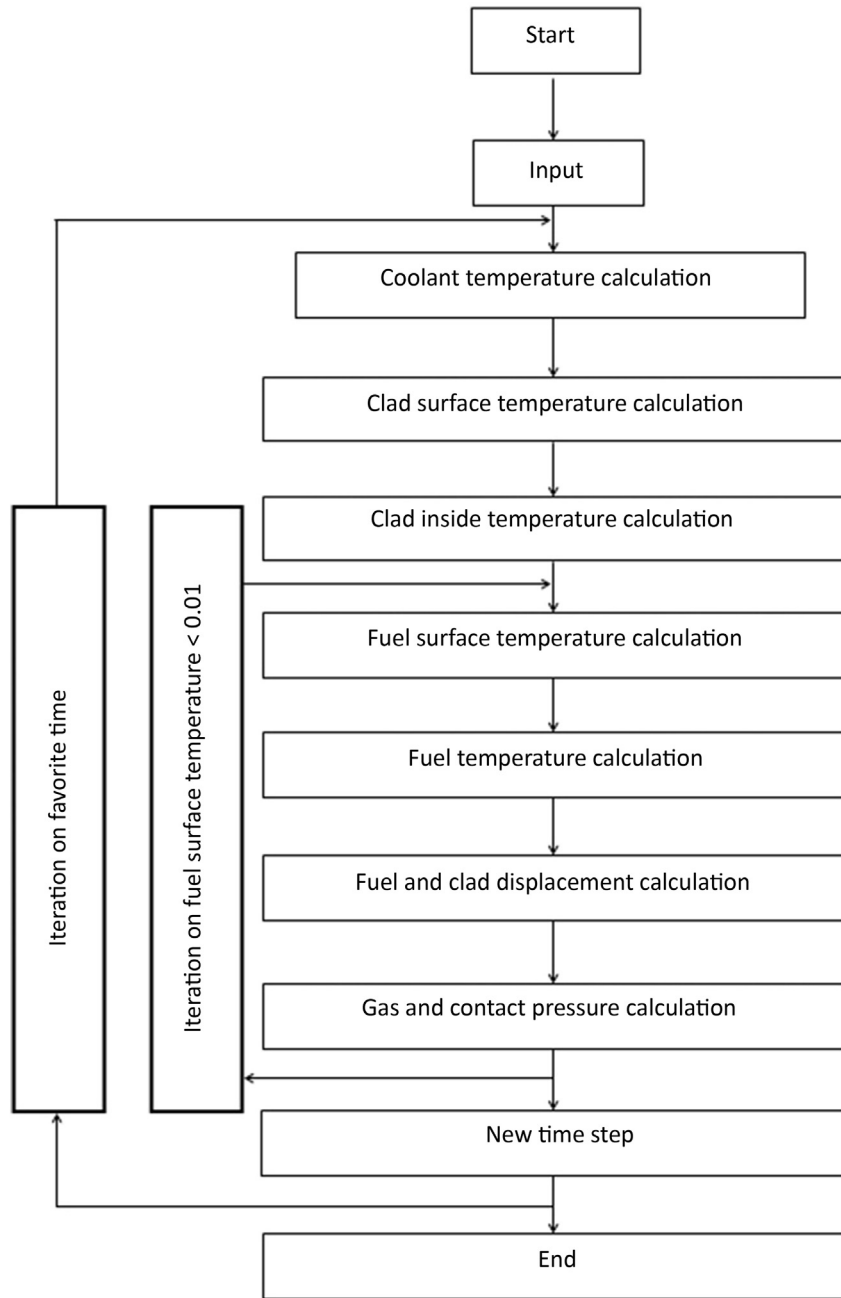 Start
Input
Coolant temperature calculation
Clad surface temperature calculation
Clad inside temperature calculation
Fuel surface temperature calculation
Fuel temperature calculation
Fuel and clad displacement calculation
Gas and contact pressure calculation
New time step
End
Iteration on favorite time
Iteration on fuel surface temperature < 0.01